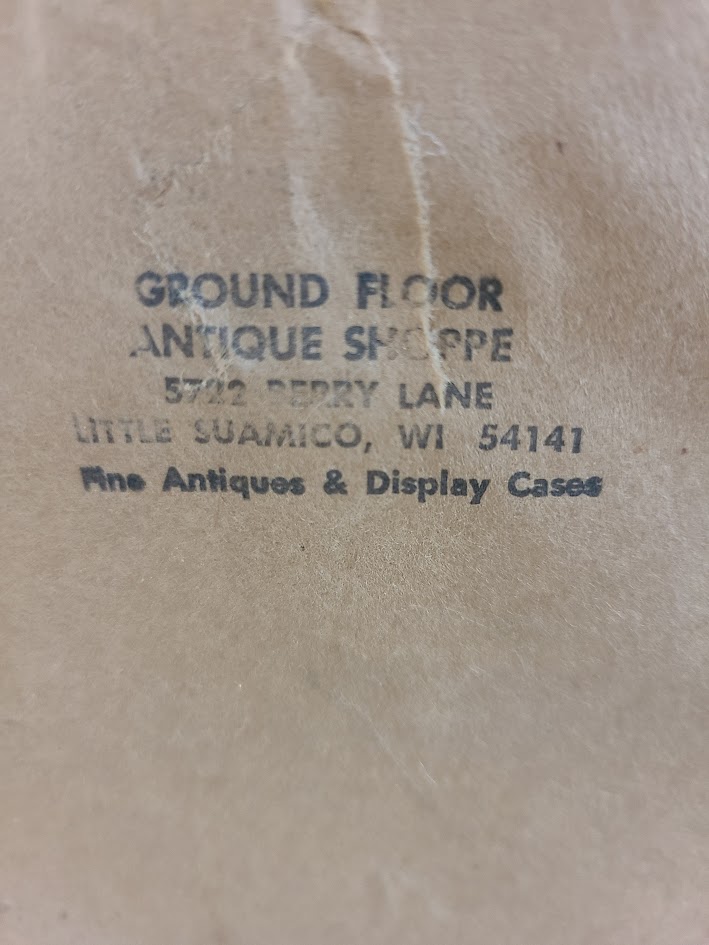 GROUND FLOOR
ANTIQUE SHOPPE
5722 PERRY LANE
LITTLE SUAMICO, WI 54141
Fine Antiques & Display Cases